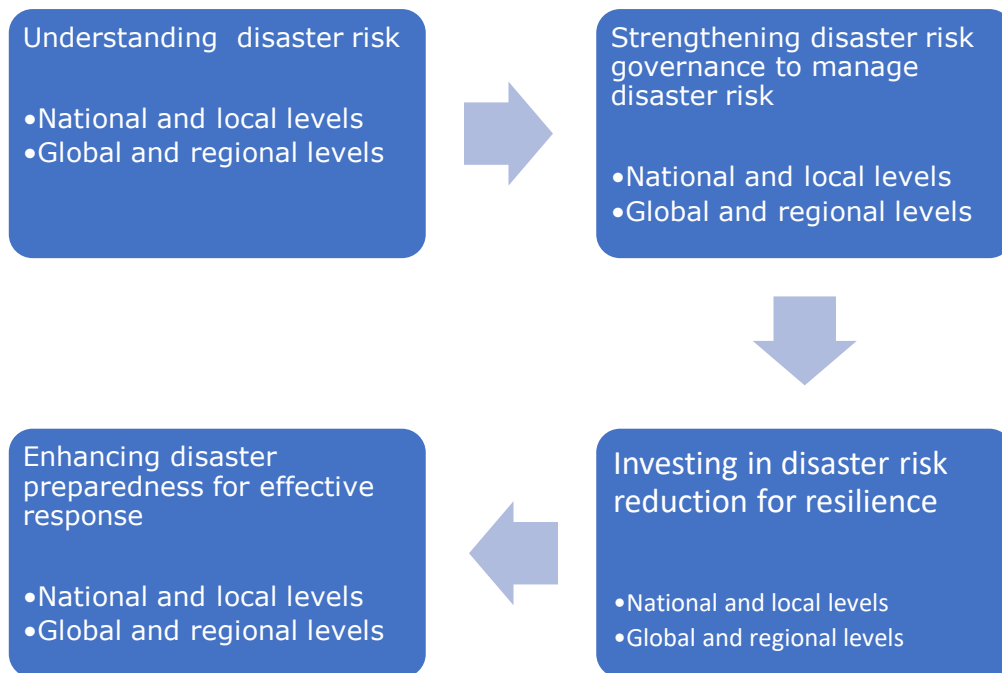 Understanding  disaster risk
•National and local levels
•Global and regional levels
Strengthening disaster risk
governance to manage
disaster risk
•National and local levels
•Global and regional levels
Investing in disaster risk
reduction for resilience
•National and local levels
•Global and regional levels
Enhancing disaster
preparedness for effective
response
•National and local levels
•Global and regional levels